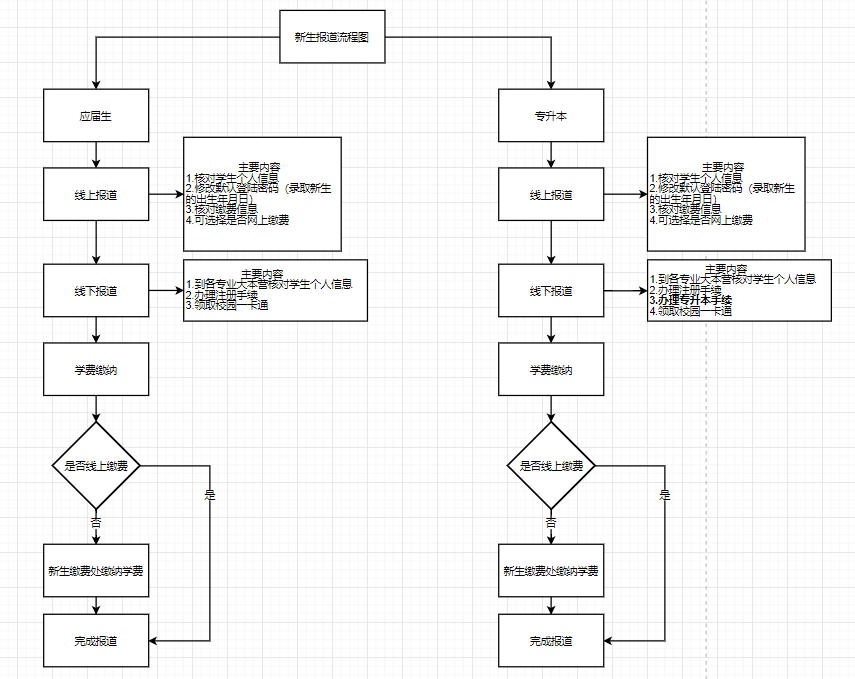 新生报道流程图
应届生
专升本
线上报道
主要内容
1.核对学生个人信息
2.修改默认登陆密码（录取新生
的出生年月日）
3.核对缴费信息
4.可选择是否网上缴费
线上报道
主要内容
1.核对学生个人信息
2.修改默认登陆密码（录取新生
的出生年月日）
3.核对缴费信息
4.可选择是否网上缴费
线下报道
主要内容
1.到各专业大本营核对学生个人信息
2.办理注册手续
3.领取校园一卡通
线下报道
主要内容
1.到各专业大本营核对学生个人信息
2.办理注册手续
3.办理专升本手续
4.领取校园一卡通
学费缴纳
学费缴纳
是否线上缴费
是
否
是否线上缴费
是
否
新生缴费处缴纳学费
新生缴费处缴纳学费
完成报道
完成报道